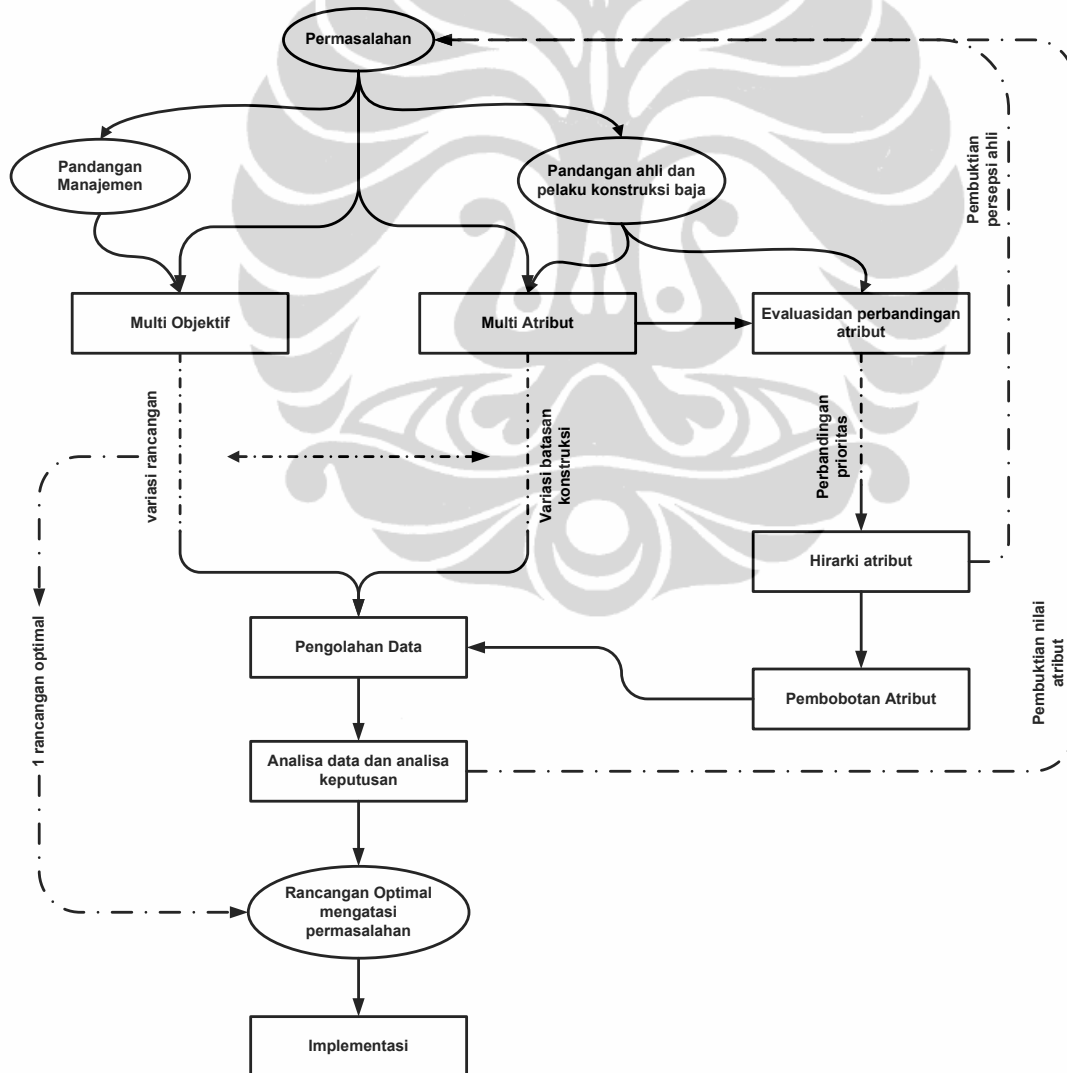 Permasalahan
Pandangan
Manajemen
Pandangan ahli dan
pelaku konstruksi baja
Pembuktian
persepsi ahli
Multi Objektif
Multi Atribut
Evaluasidan perbandingan
atribut
variasi rancangan
Variasi batasan
konstruksi
Perbandingan
prioritas
Hirarki atribut
1 rancangan optimal
Pengolahan Data
Pembobotan Atribut
Pembuktian nilai
atribut
Analisa data dan analisa
keputusan
Rancangan Optimal
mengatasi
permasalahan
Implementasi